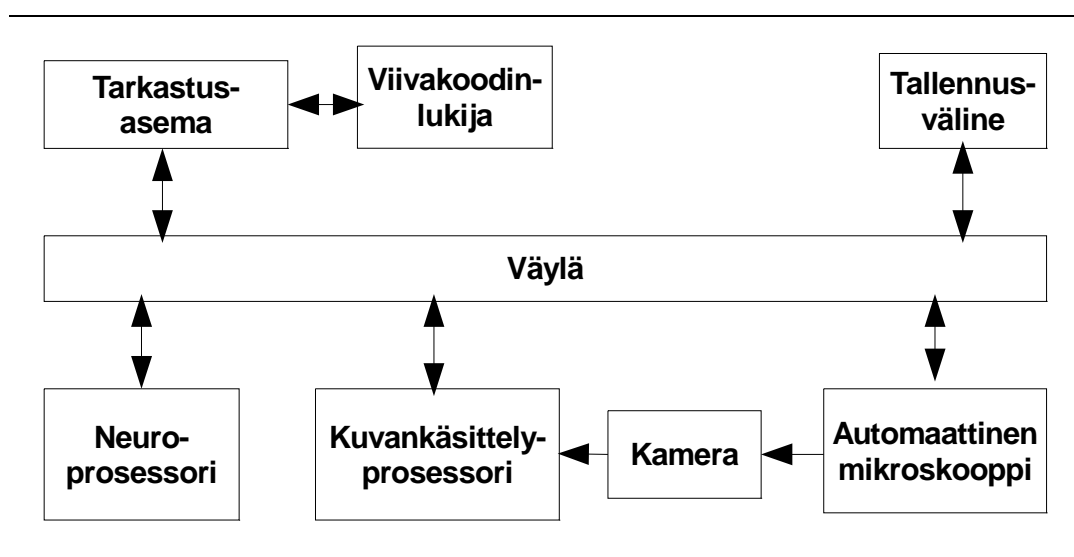 Tarkastus-
asema
Viivakoodin-
lukija
Tallennus-
väline
Väylä
Neuro-
prosessori
Kuvankäsittely-
prosessori
Kamera
Automaattinen
mikroskooppi